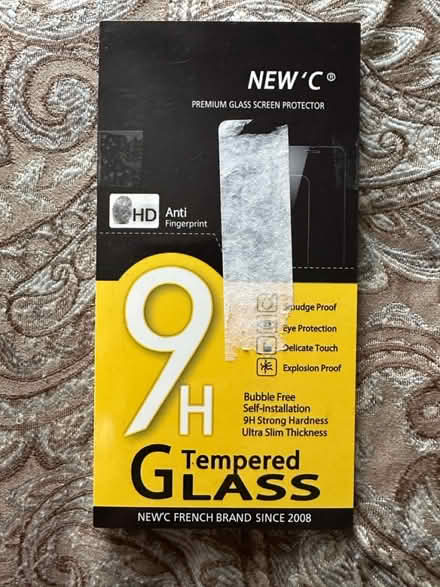 NEW‘C®
PREMIUM GLASS SCREEN PROTECTOR
HD Anti
Fingerprint
Proof
Eye Protection
Delicate Touch
Explosion Proof
Bubble Free
Self-Installation
9H Strong Hardness
Ultra Slim Thickness
9H
Tempered
GLASS
NEW'C FRENCH BRAND SINCE 2008